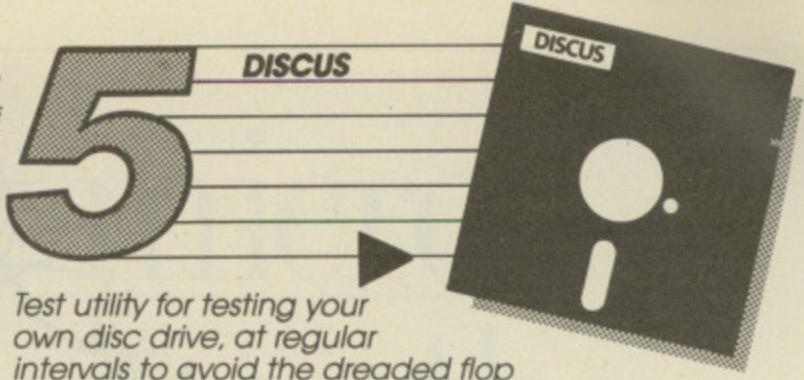 5
DISCUS
DISCUS
Test utility for testing your
own disc drive, at regular
intervals to avoid the dreaded flop